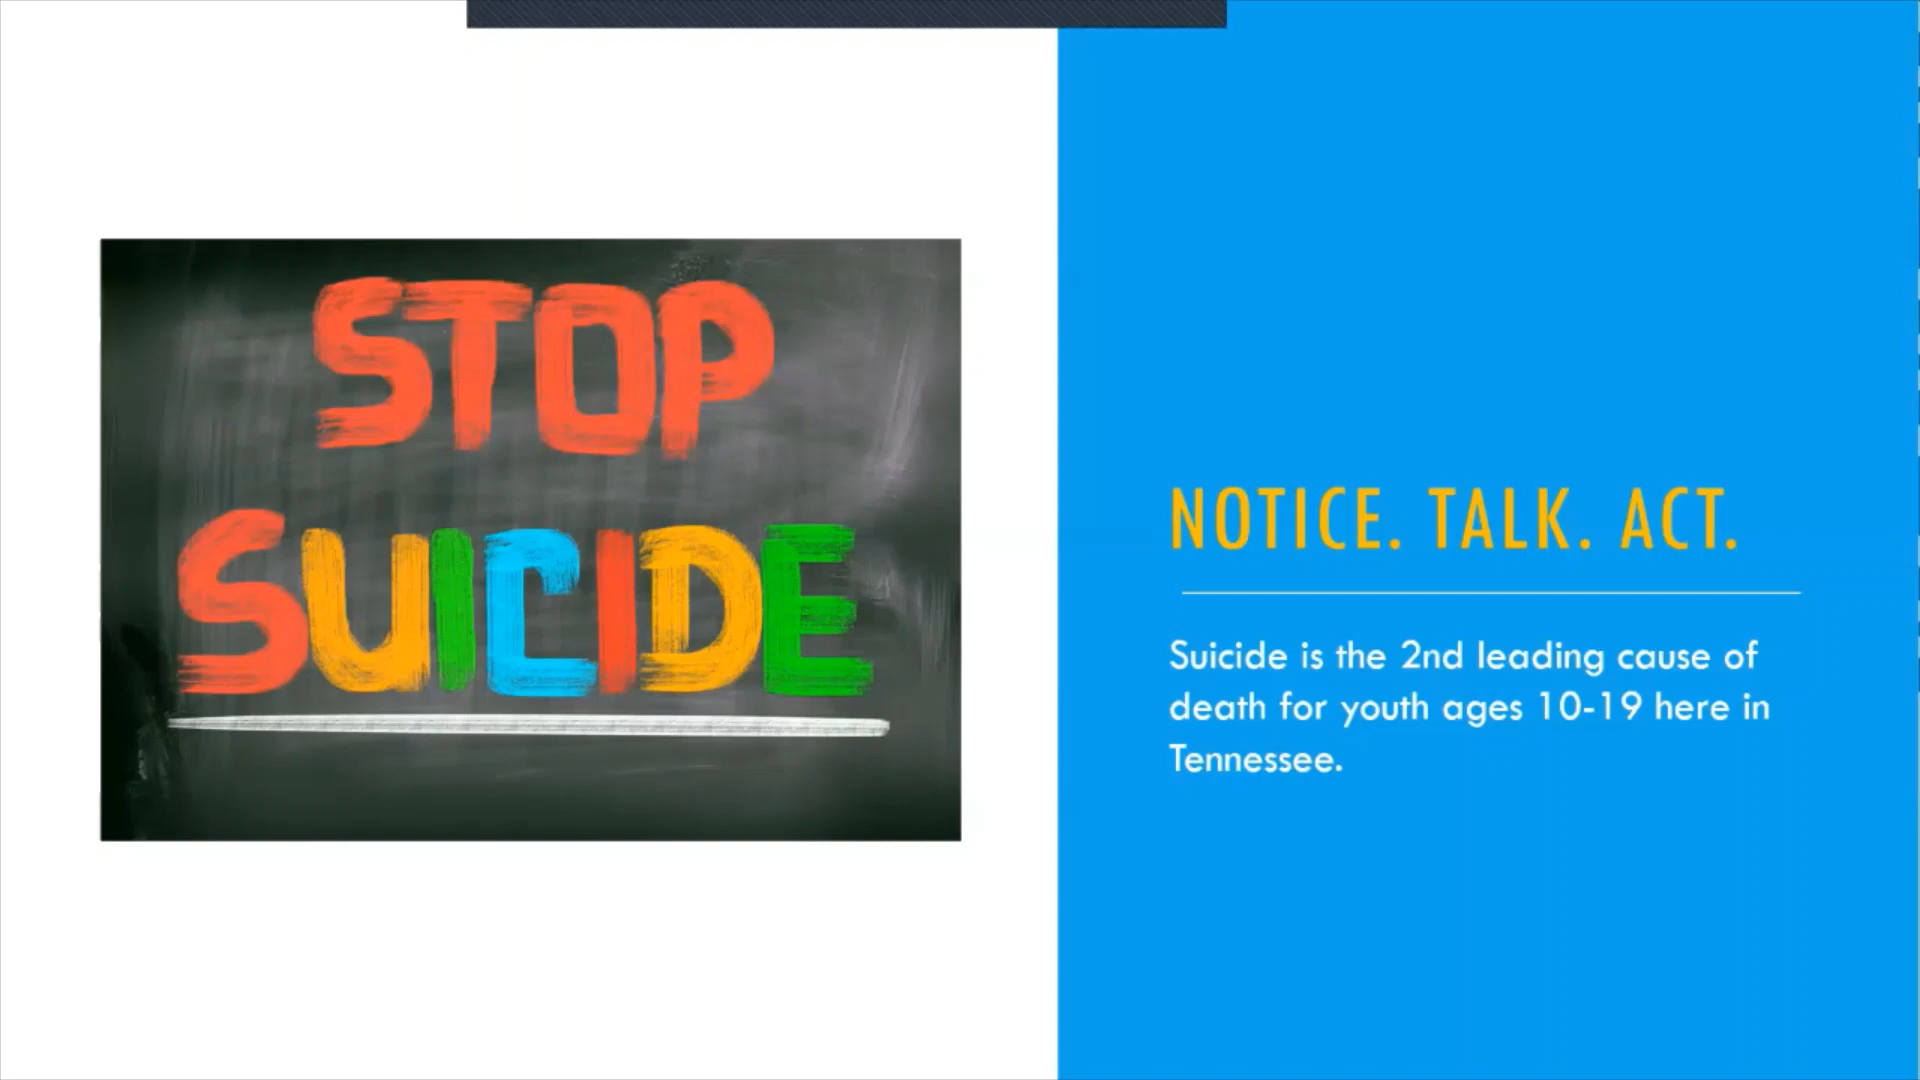 STOP
SUICIDE
NOTICE. TALK. ACT.
Suicide is the 2nd leading cause of
death for youth ages 10-19 here in
Tennessee.